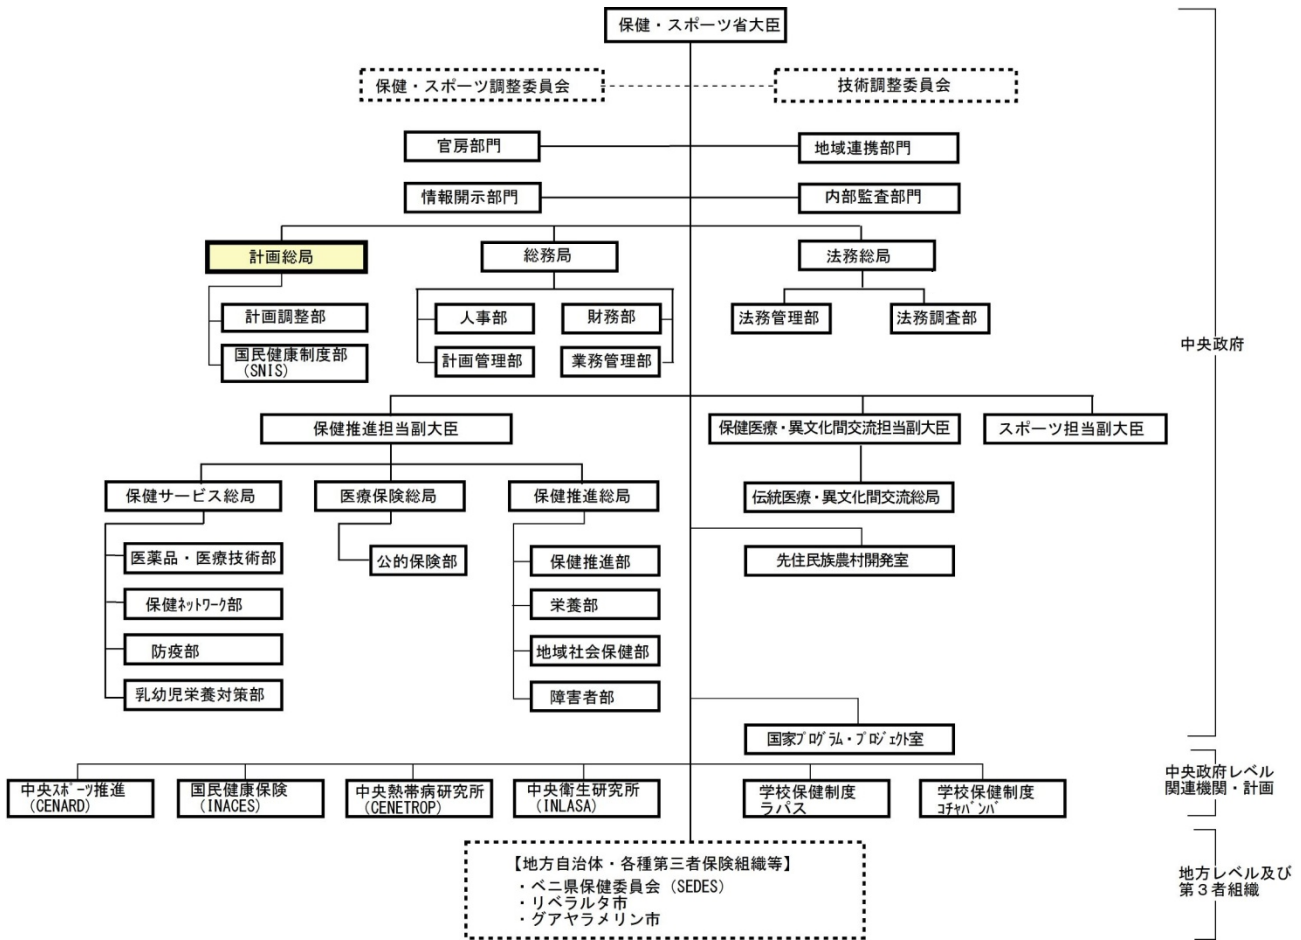 保健・スポーツ省大臣
保健・スポーツ調整委員会
技術調整委員会
官房部門
地域連携部門
情報開示部門
内部監査部門
計画総局
総務局
法務総局
計画調整部
国民健康制度部
(SNIS)
人事部
財務部
計画管理部
業務管理部
法務管理部
法務調査部
中央政府
保健推進担当副大臣
保健医療・異文化間交流担当副大臣
スポーツ担当副大臣
保健サービス総局
医療保険総局
保健推進総局
伝統医療・異文化間交流総局
医薬品・医療技術部
保健ﾈｯﾄﾜｰｸ部
防疫部
乳幼児栄養対策部
公的保険部
保健推進部
栄養部
地域社会保健部
障害者部
先住民族農村開発室
国家ﾌﾟﾛｸﾞﾗﾑ・ﾌﾟﾛｼﾞｪｸﾄ室
中央ｽﾎﾟｰﾂ推進
(CENARD)
国民健康保険
(INACES)
中央熱帯病研究所
(CENETROP)
中央衛生研究所
(INLASA)
学校保健制度
ラパス
学校保健制度
ｺﾁｬﾊﾞﾝﾊﾞ
中央政府レベル
関連機関・計画
【地方自治体・各種第三者保険組織等】
・ベニ県保健委員会（SEDES）
・リベラルタ市
・グアヤラメリン市
地方レベル及び
第３者組織